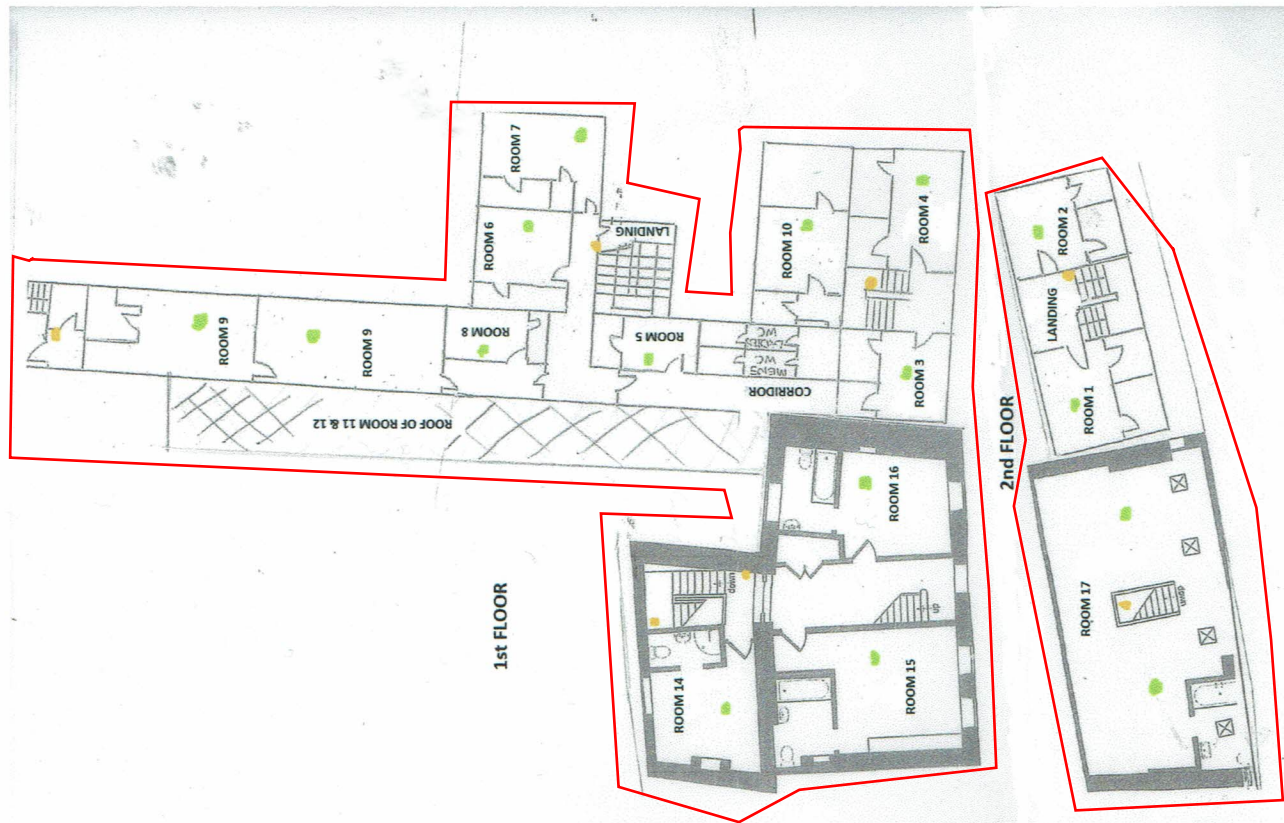 ROOM 7
ROOM 6
LANDING
ROOM 10
ROOM 4
ROOM 2
LANDING
ROOM 1
ROOM 9
ROOM 9
ROOM 8
ROOM 5
WC
LADIES
WC
MENS
CORRIDOR
ROOM 3
ROOF OF ROOM 11 & 12
2nd FLOOR
ROOM 16
1st FLOOR
down
up
ROOM 14
ROOM 15
ROOM 17
down